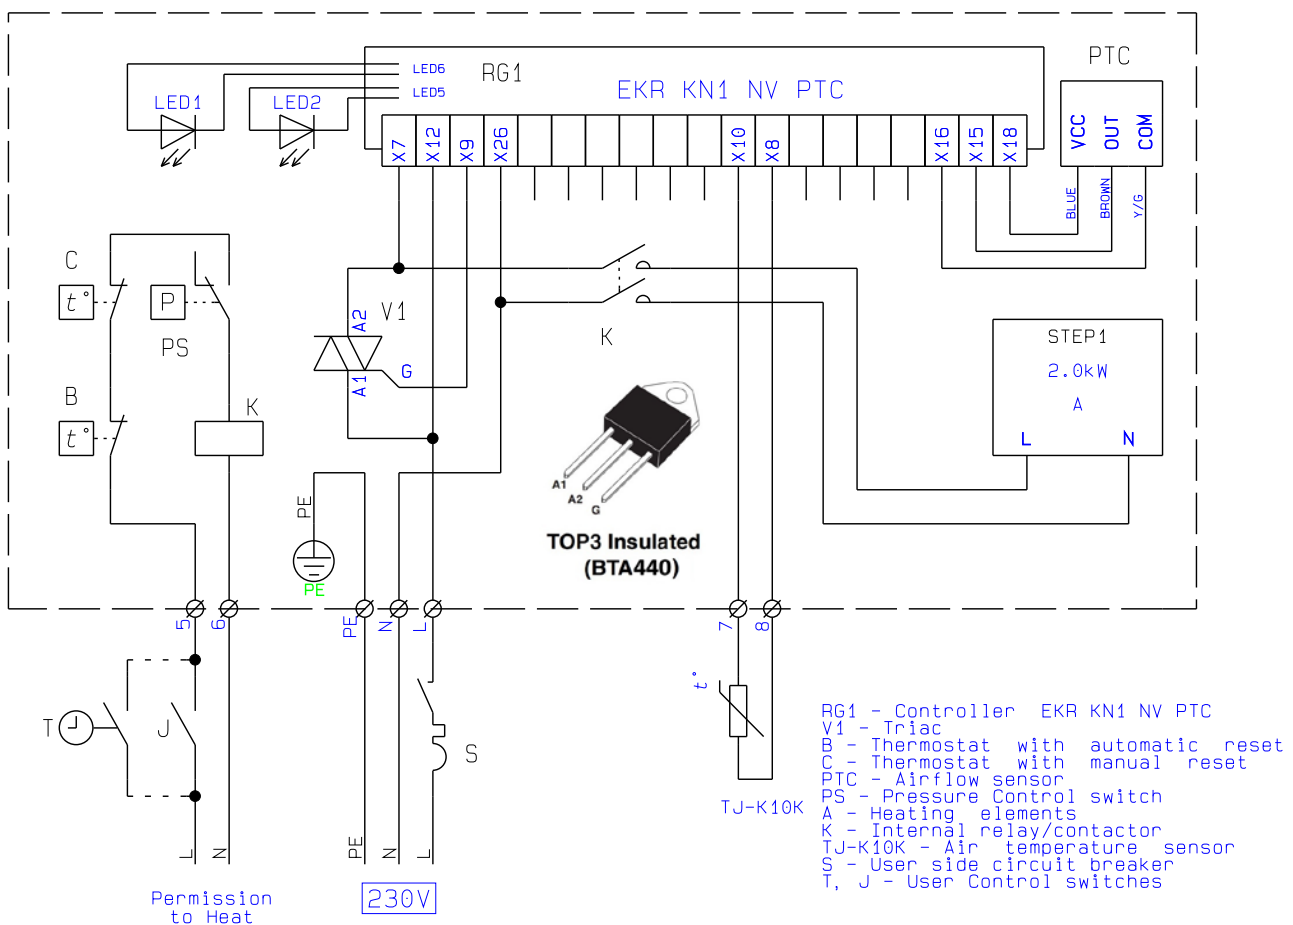 PTC
LED6
RG1
EKR KN1 NV PTC
LED5
LED1
LED2
X7 X12 X9 X26 X10 X8 X16 X15 X18
VCC OUT COM
BLUE BROWN Y/G
C
t°
P
PS
V1
A2
A1
G
K
STEP1
2.0kW
A
L N
B
t°
K
A1
A2
G
TOP3 Insulated
(BTA440)
PE
PE
5 6 PE N L 7 8
t°
T
J
S
TJ-K10K
RG1 - Controller EKR KN1 NV PTC
V1 - Triac
B - Thermostat with automatic reset
C - Thermostat with manual reset
PTC - Airflow sensor
PS - Pressure Control switch
A - Heating elements
K - Internal relay/contactor
TJ-K10K - Air temperature sensor
S - User side circuit breaker
T, J - User Control switches
L N PE N L
Permission
to Heat
230V